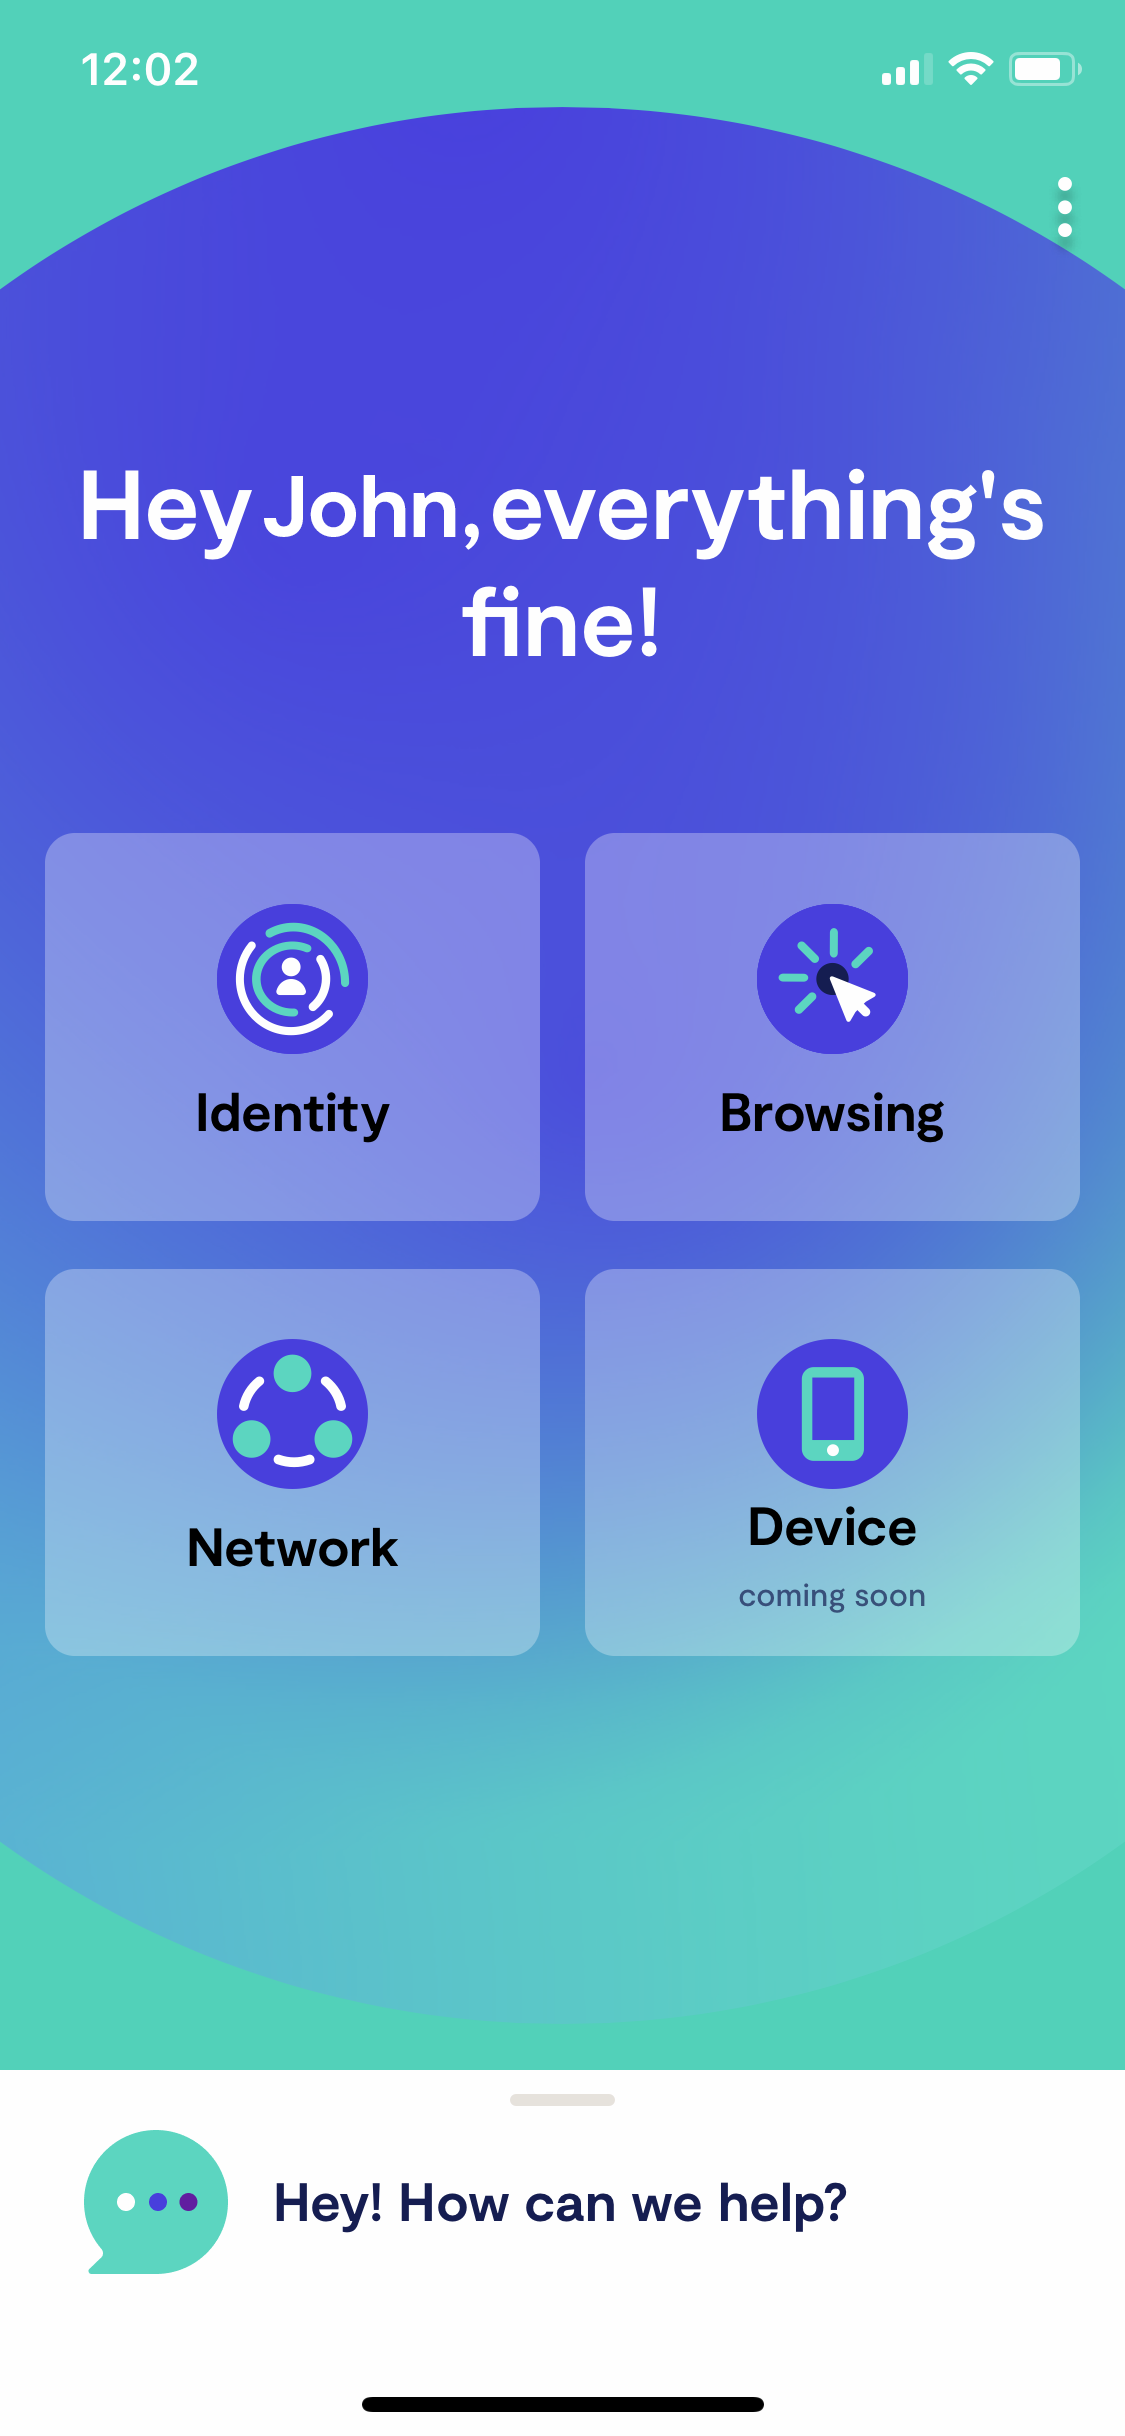 12:02
Hey John, everything's
fine!
Identity
Browsing
Network
Device
coming soon
Hey! How can we help?